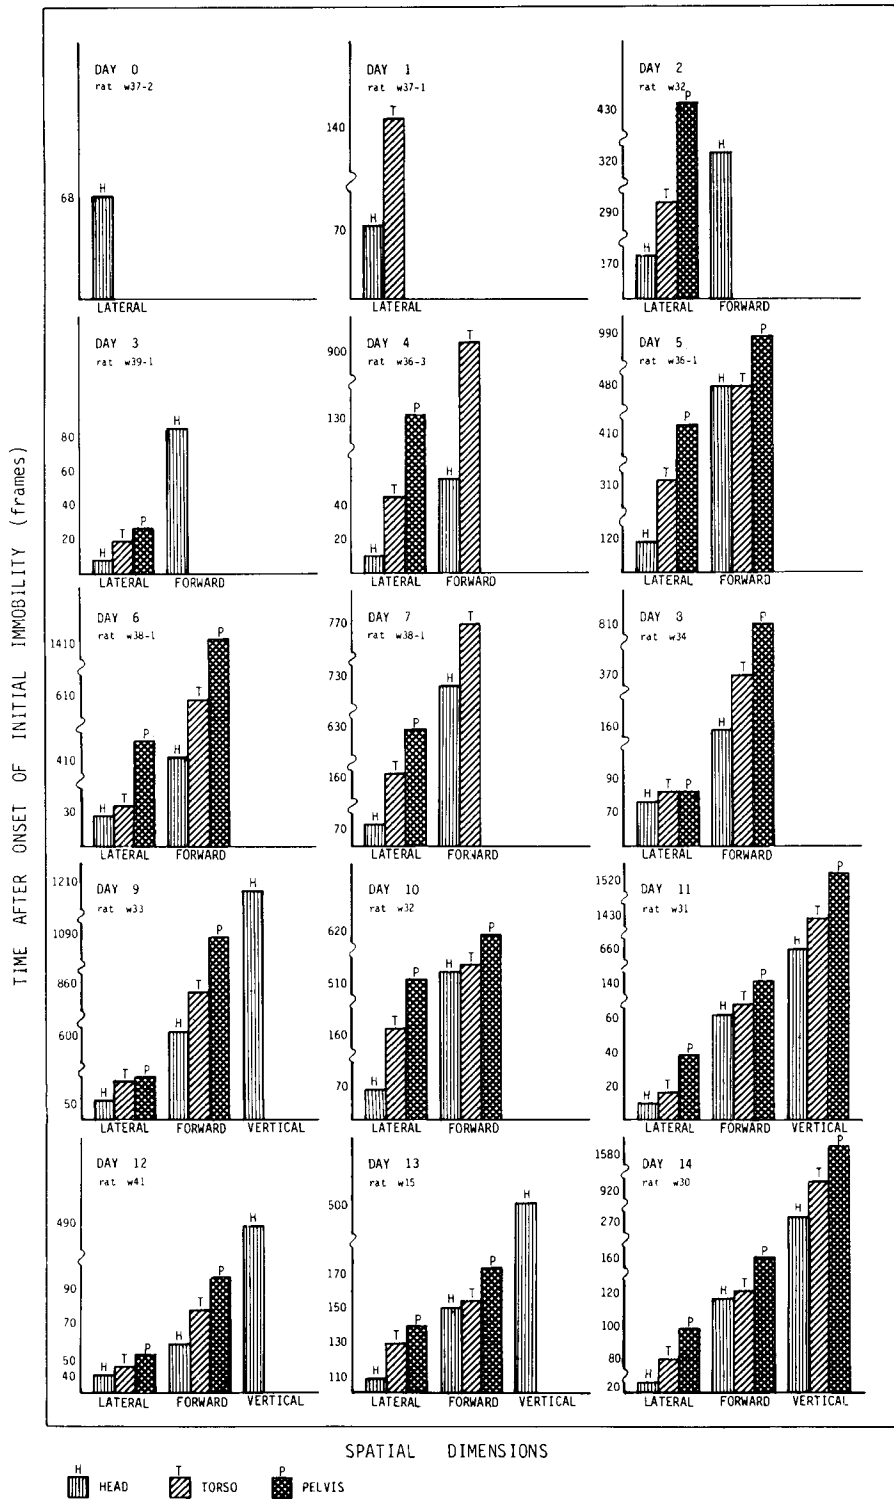 TIME AFTER ONSET OF INITIAL IMMOBILITY (frames)
DAY 0
rat w37-2
68
H
LATERAL
DAY 1
rat w37-1
140
70
H
T
LATERAL
DAY 2
rat w32
430
320
290
170
H
T
P
H
LATERAL FORWARD
DAY 3
rat w39-1
80
60
40
20
H
T
P
H
LATERAL FORWARD
DAY 4
rat w36-3
900
130
40
20
H
T
P
H
T
LATERAL FORWARD
DAY 5
rat w36-1
990
480
410
310
120
H
T
P
H
T
P
LATERAL FORWARD
DAY 6
rat w38-1
1410
610
410
30
H
T
P
H
T
P
LATERAL FORWARD
DAY 7
rat w38-1
770
730
630
160
70
H
T
P
H
T
LATERAL FORWARD
DAY 8
rat w34
810
370
160
90
70
H
T
P
H
T
P
LATERAL FORWARD
DAY 9
rat w33
1210
1090
860
600
50
H
T
P
H
T
P
H
LATERAL FORWARD VERTICAL
DAY 10
rat w32
620
510
160
70
H
T
P
H
T
P
LATERAL FORWARD
DAY 11
rat w31
1520
1430
660
140
60
40
20
H
T
P
H
T
P
H
T
P
LATERAL FORWARD VERTICAL
DAY 12
rat w41
490
90
70
50
40
H
T
P
H
T
P
H
LATERAL FORWARD VERTICAL
DAY 13
rat w15
500
170
150
130
110
H
T
P
H
T
P
H
LATERAL FORWARD VERTICAL
DAY 14
rat w30
1580
920
270
160
120
100
80
20
H
T
P
H
T
P
H
T
P
LATERAL FORWARD VERTICAL
SPATIAL DIMENSIONS
H HEAD T TORSO P PELVIS